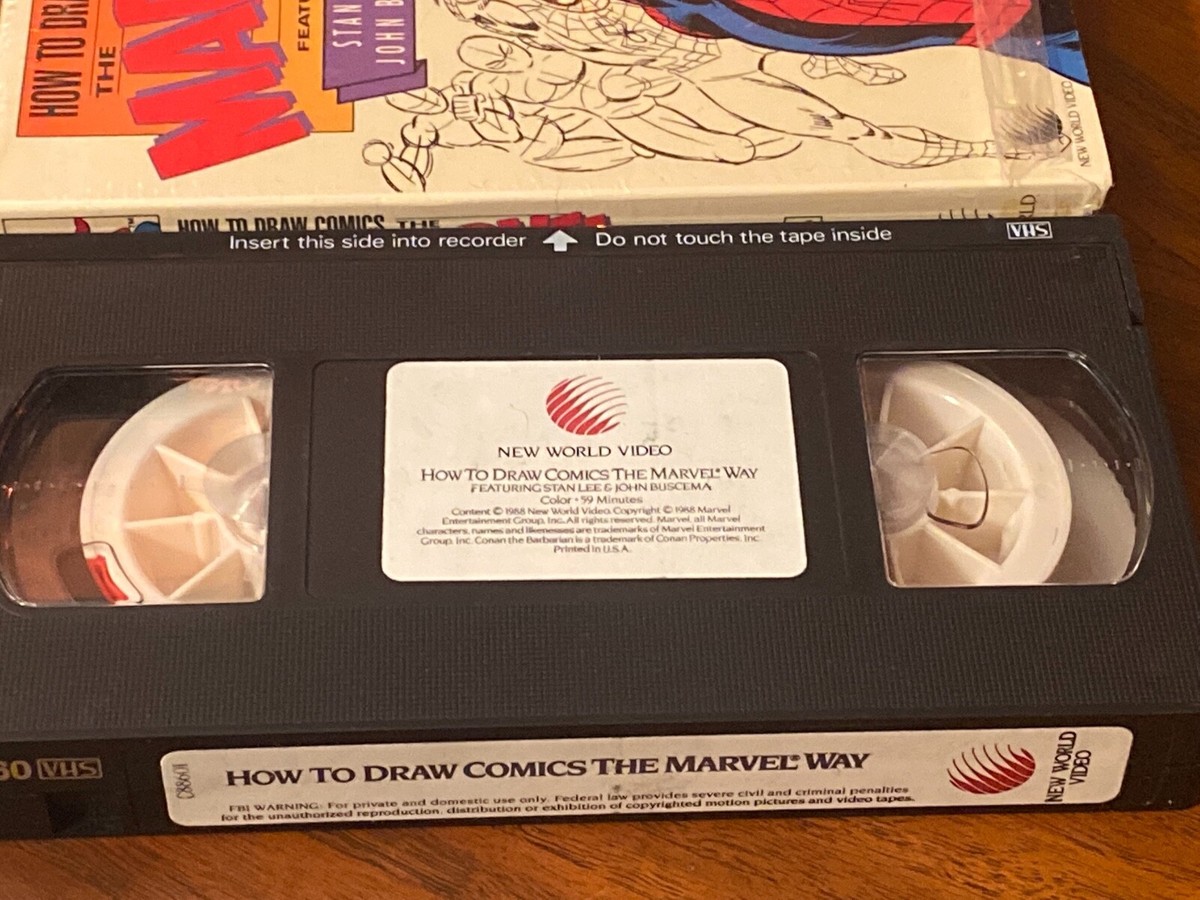 HOW TO DRA
THE
MA
FEATU
STAN
JOHN B
NEW WORLD VIDEO
HOW TO DRAW COMICS THE
Insert this side into recorder Do not touch the tape inside
VHS
NEW WORLD VIDEO
HOW TO DRAW COMICS THE MARVEL® WAY
FEATURING STAN LEE & JOHN BUSCEMA
Color • 59 Minutes
Content © 1988 New World Video. Copyright © 1988 Marvel
Entertainment Group, Inc. All rights reserved. Marvel, all Marvel
characters, names and likenesses are trademarks of Marvel Entertainment
Group, Inc. Conan the Barbarian is a trademark of Conan Properties, Inc.
Printed in U.S.A.
60 VHS
C88601
HOW TO DRAW COMICS THE MARVEL® WAY
FBI WARNING: For private and domestic use only. Federal law provides severe civil and criminal penalties
for the unauthorized reproduction, distribution or exhibition of copyrighted motion pictures and video tapes.
NEW WORLD
VIDEO